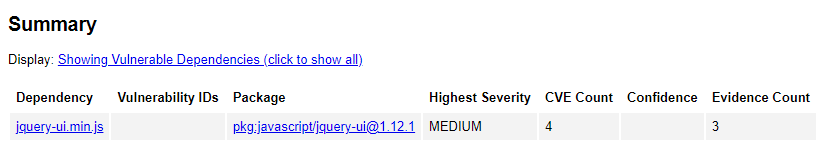 Summary
Display: Showing Vulnerable Dependencies (click to show all)
Dependency Vulnerability IDs Package Highest Severity CVE Count Confidence Evidence Count
jquery-ui.min.js pkg:javascript/jquery-ui@1.12.1 MEDIUM 4 3